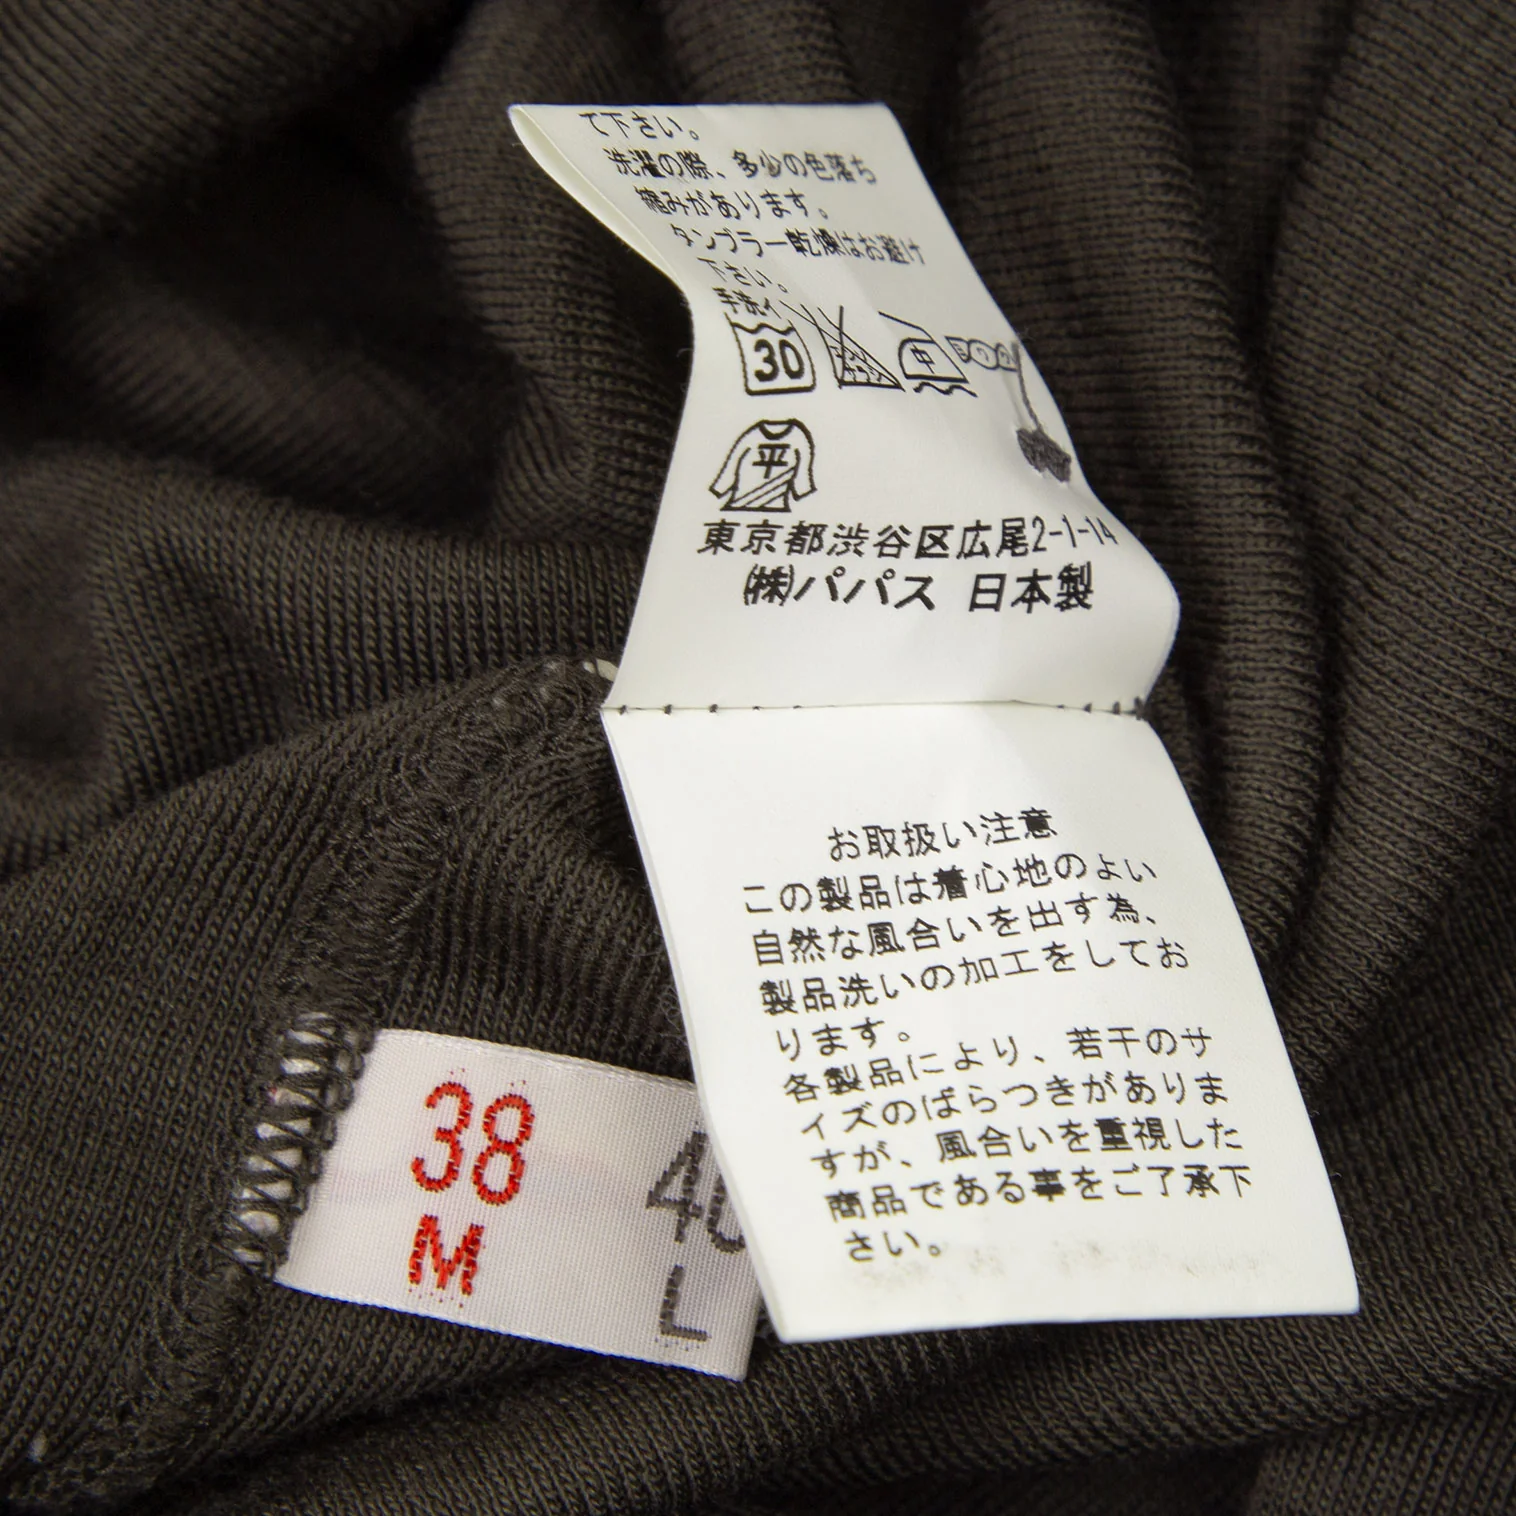 て下さい。
洗濯の際、多少の色落ち
縮みがあります。
タンブラー乾燥はお避け
下さい。
手洗イ
30
中
平
東京都渋谷区広尾2-1-14
㈱パパス 日本製
お取扱い注意
この製品は着心地のよい
自然な風合いを出す為、
製品洗いの加工をしてお
ります。
各製品により、若干のサ
イズのばらつきがありま
すが、風合いを重視した
商品である事をご了承下
さい。
38
M
40
L